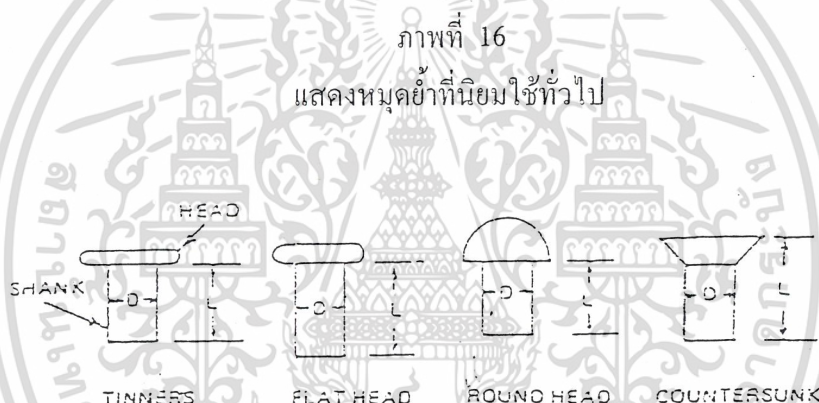 ภาพที่ 16
แสดงหมุดย้ำที่นิยมใช้ทั่วไป
HEAD
SHANK
D L D L D L D L
TINNERS FLAT HEAD ROUND HEAD COUNTERSUNK